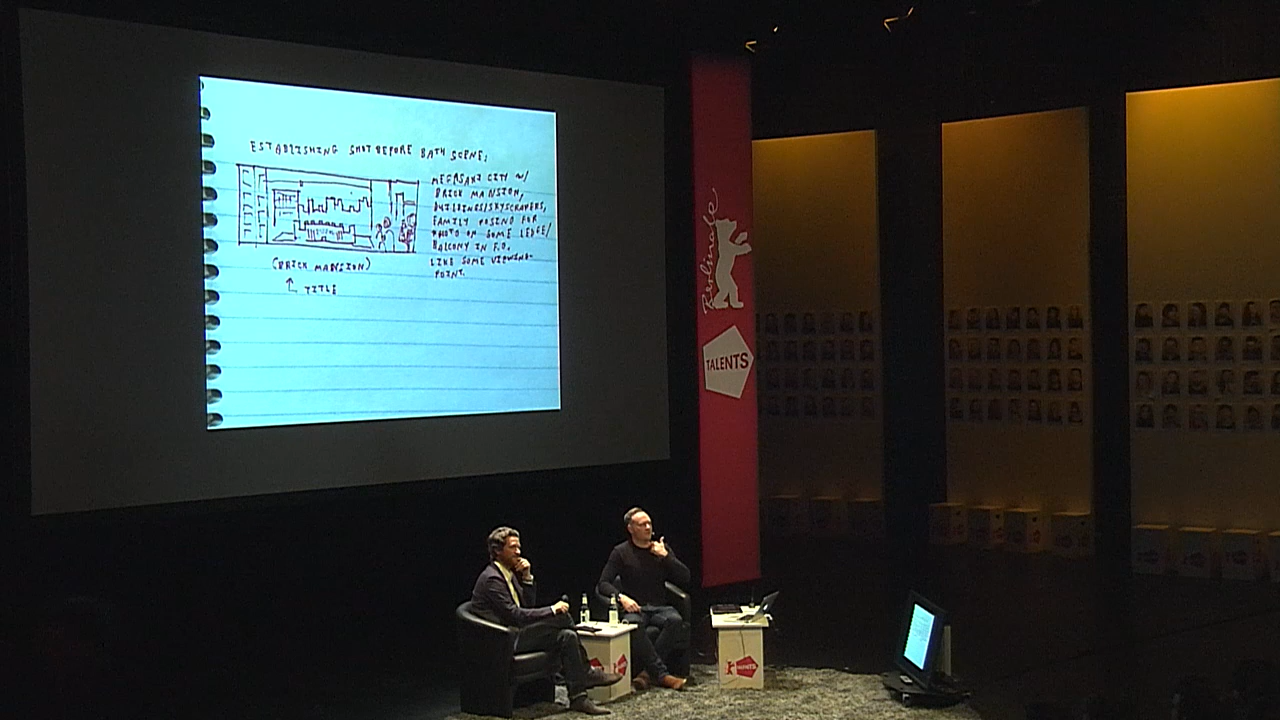 ESTABLISHING SHOT BEFORE BATH SCENE:
MEGASAKI CITY W/
BRICK MANSION,
BUILDINGS/SKYSCRAPERS,
FAMILY POSING FOR
PHOTO ON SOME LEDGE/
BALCONY IN F.G.
LIKE SOME VIEWING-
POINT.
(BRICK MANSION)
TITLE
Berlinale
TALENTS